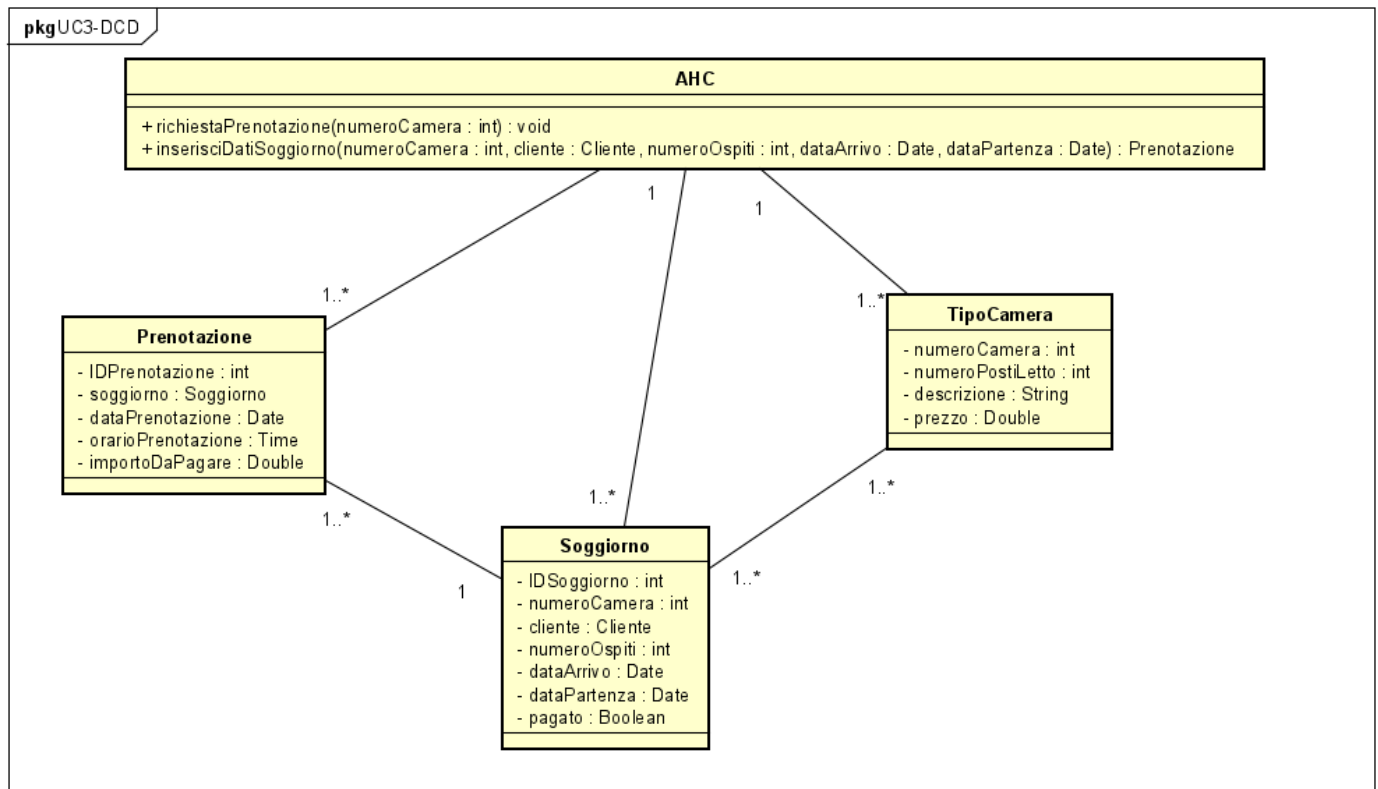 pkg UC3-DCD
AHC
+ richiestaPrenotazione(numeroCamera : int) : void
+ inserisciDatiSoggiorno(numeroCamera : int, cliente : Cliente, numeroOspiti : int, dataArrivo : Date, dataPartenza : Date) : Prenotazione
1
1
1..*
1..*
Prenotazione
- IDPrenotazione : int
- soggiorno : Soggiorno
- dataPrenotazione : Date
- orarioPrenotazione : Time
- importoDaPagare : Double
TipoCamera
- numeroCamera : int
- numeroPostiLetto : int
- descrizione : String
- prezzo : Double
1..*
1..*
1..*
1
1..*
Soggiorno
- IDSoggiorno : int
- numeroCamera : int
- cliente : Cliente
- numeroOspiti : int
- dataArrivo : Date
- dataPartenza : Date
- pagato : Boolean